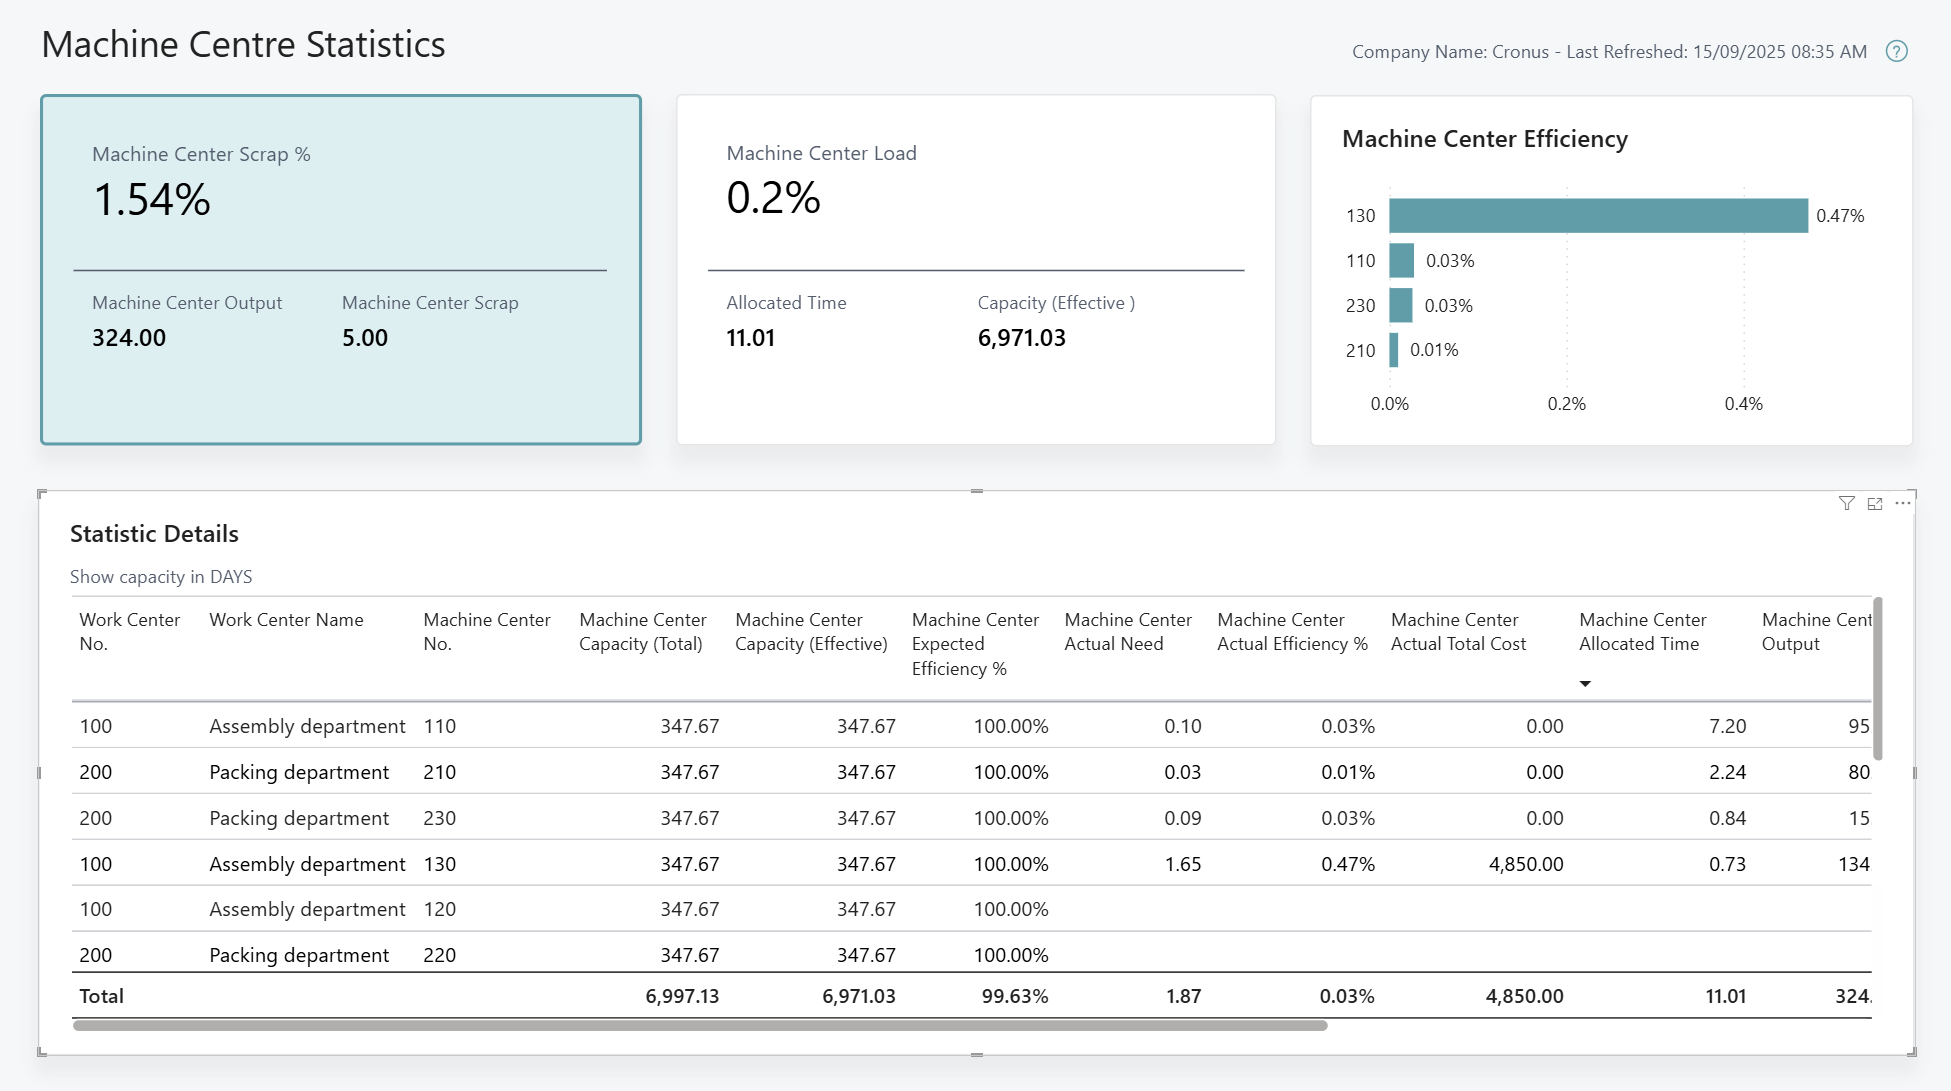 Machine Centre Statistics
Company Name: Cronus - Last Refreshed: 15/09/2025 08:35 AM ?
Machine Center Scrap %
1.54%
Machine Center Output Machine Center Scrap
324.00 5.00
Machine Center Load
0.2%
Allocated Time Capacity (Effective )
11.01 6,971.03
Machine Center Efficiency
130 0.47%
110 0.03%
230 0.03%
210 0.01%
0.0% 0.2% 0.4%
Statistic Details
Show capacity in DAYS
Work Center Work Center Name Machine Center Machine Center Machine Center Machine Center Machine Center Machine Center Machine Center Machine Center Machine Cent
No. No. Capacity (Total) Capacity (Effective) Expected Actual Need Actual Efficiency % Actual Total Cost Allocated Time Output
Efficiency %
100 Assembly department 110 347.67 347.67 100.00% 0.10 0.03% 0.00 7.20 95
200 Packing department 210 347.67 347.67 100.00% 0.03 0.01% 0.00 2.24 80
200 Packing department 230 347.67 347.67 100.00% 0.09 0.03% 0.00 0.84 15
100 Assembly department 130 347.67 347.67 100.00% 1.65 0.47% 4,850.00 0.73 134
100 Assembly department 120 347.67 347.67 100.00%
200 Packing department 220 347.67 347.67 100.00%
Total 6,997.13 6,971.03 99.63% 1.87 0.03% 4,850.00 11.01 324.